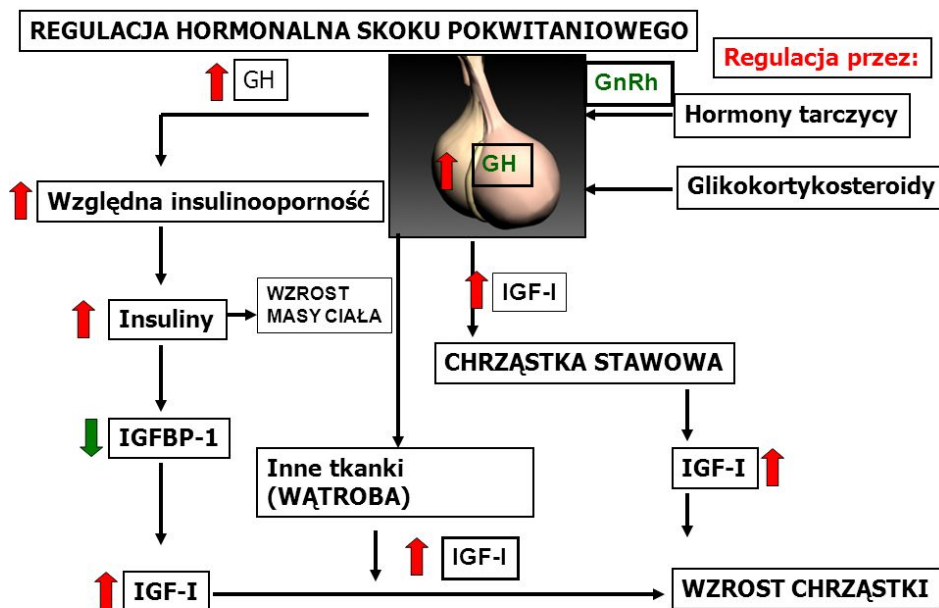 REGULACJA HORMONALNA SKOKU POKWITANIOWEGO
GH
GnRh
Regulacja przez:
Hormony tarczycy
GH
Względna insulinooporność
Glikokortykosteroidy
IGF-I
Insuliny
WZROST
MASY CIAŁA
CHRZĄSTKA STAWOWA
IGFBP-1
Inne tkanki
(WĄTROBA)
IGF-I
IGF-I
IGF-I
WZROST CHRZĄSTKI